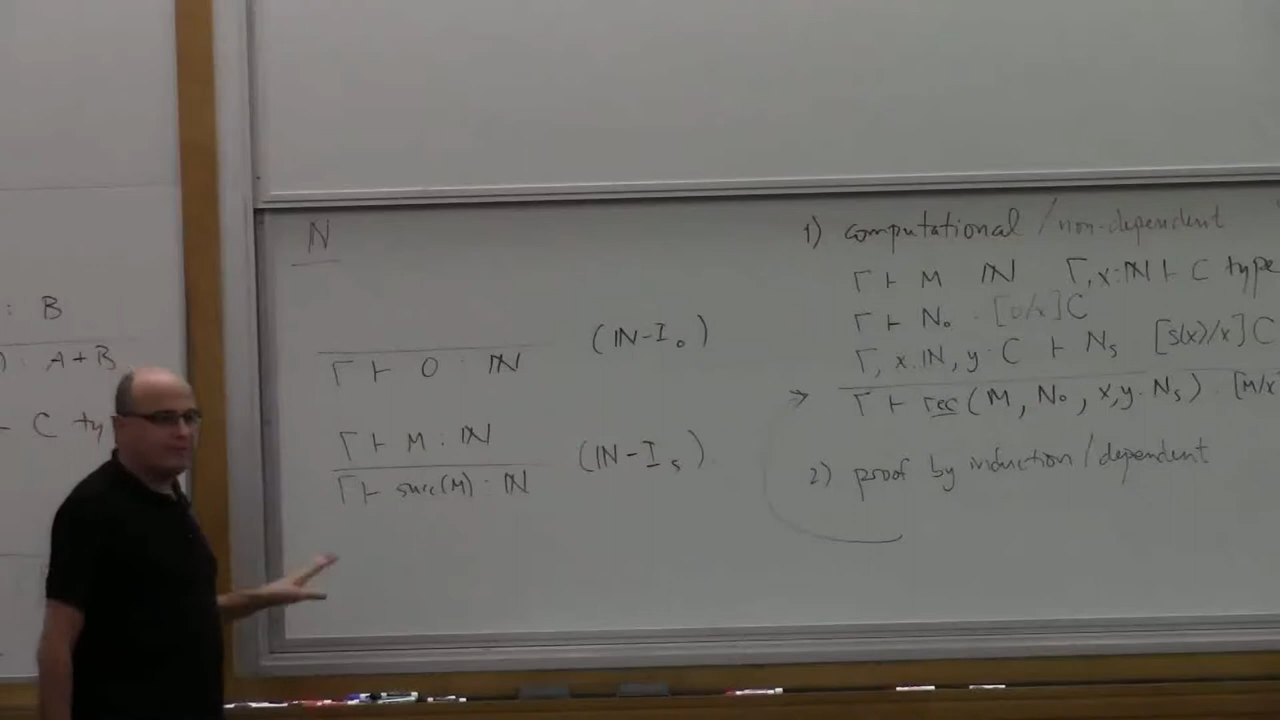 : B
) : A+B
⊢ C ty
N
Γ ⊢ 0 : ℕ (ℕ-I₀)
Γ ⊢ M : ℕ
Γ ⊢ succ(M) : ℕ (ℕ-Iₛ)
1) computational / non-dependent
Γ ⊢ M ℕ Γ, x:ℕ ⊢ C type
Γ ⊢ N₀ : [0/x]C
Γ, x:ℕ, y:C ⊢ Nₛ [s(x)/x]C
→ Γ ⊢ rec(M, N₀, x,y.Nₛ) : [M/x
2) proof by induction / dependent